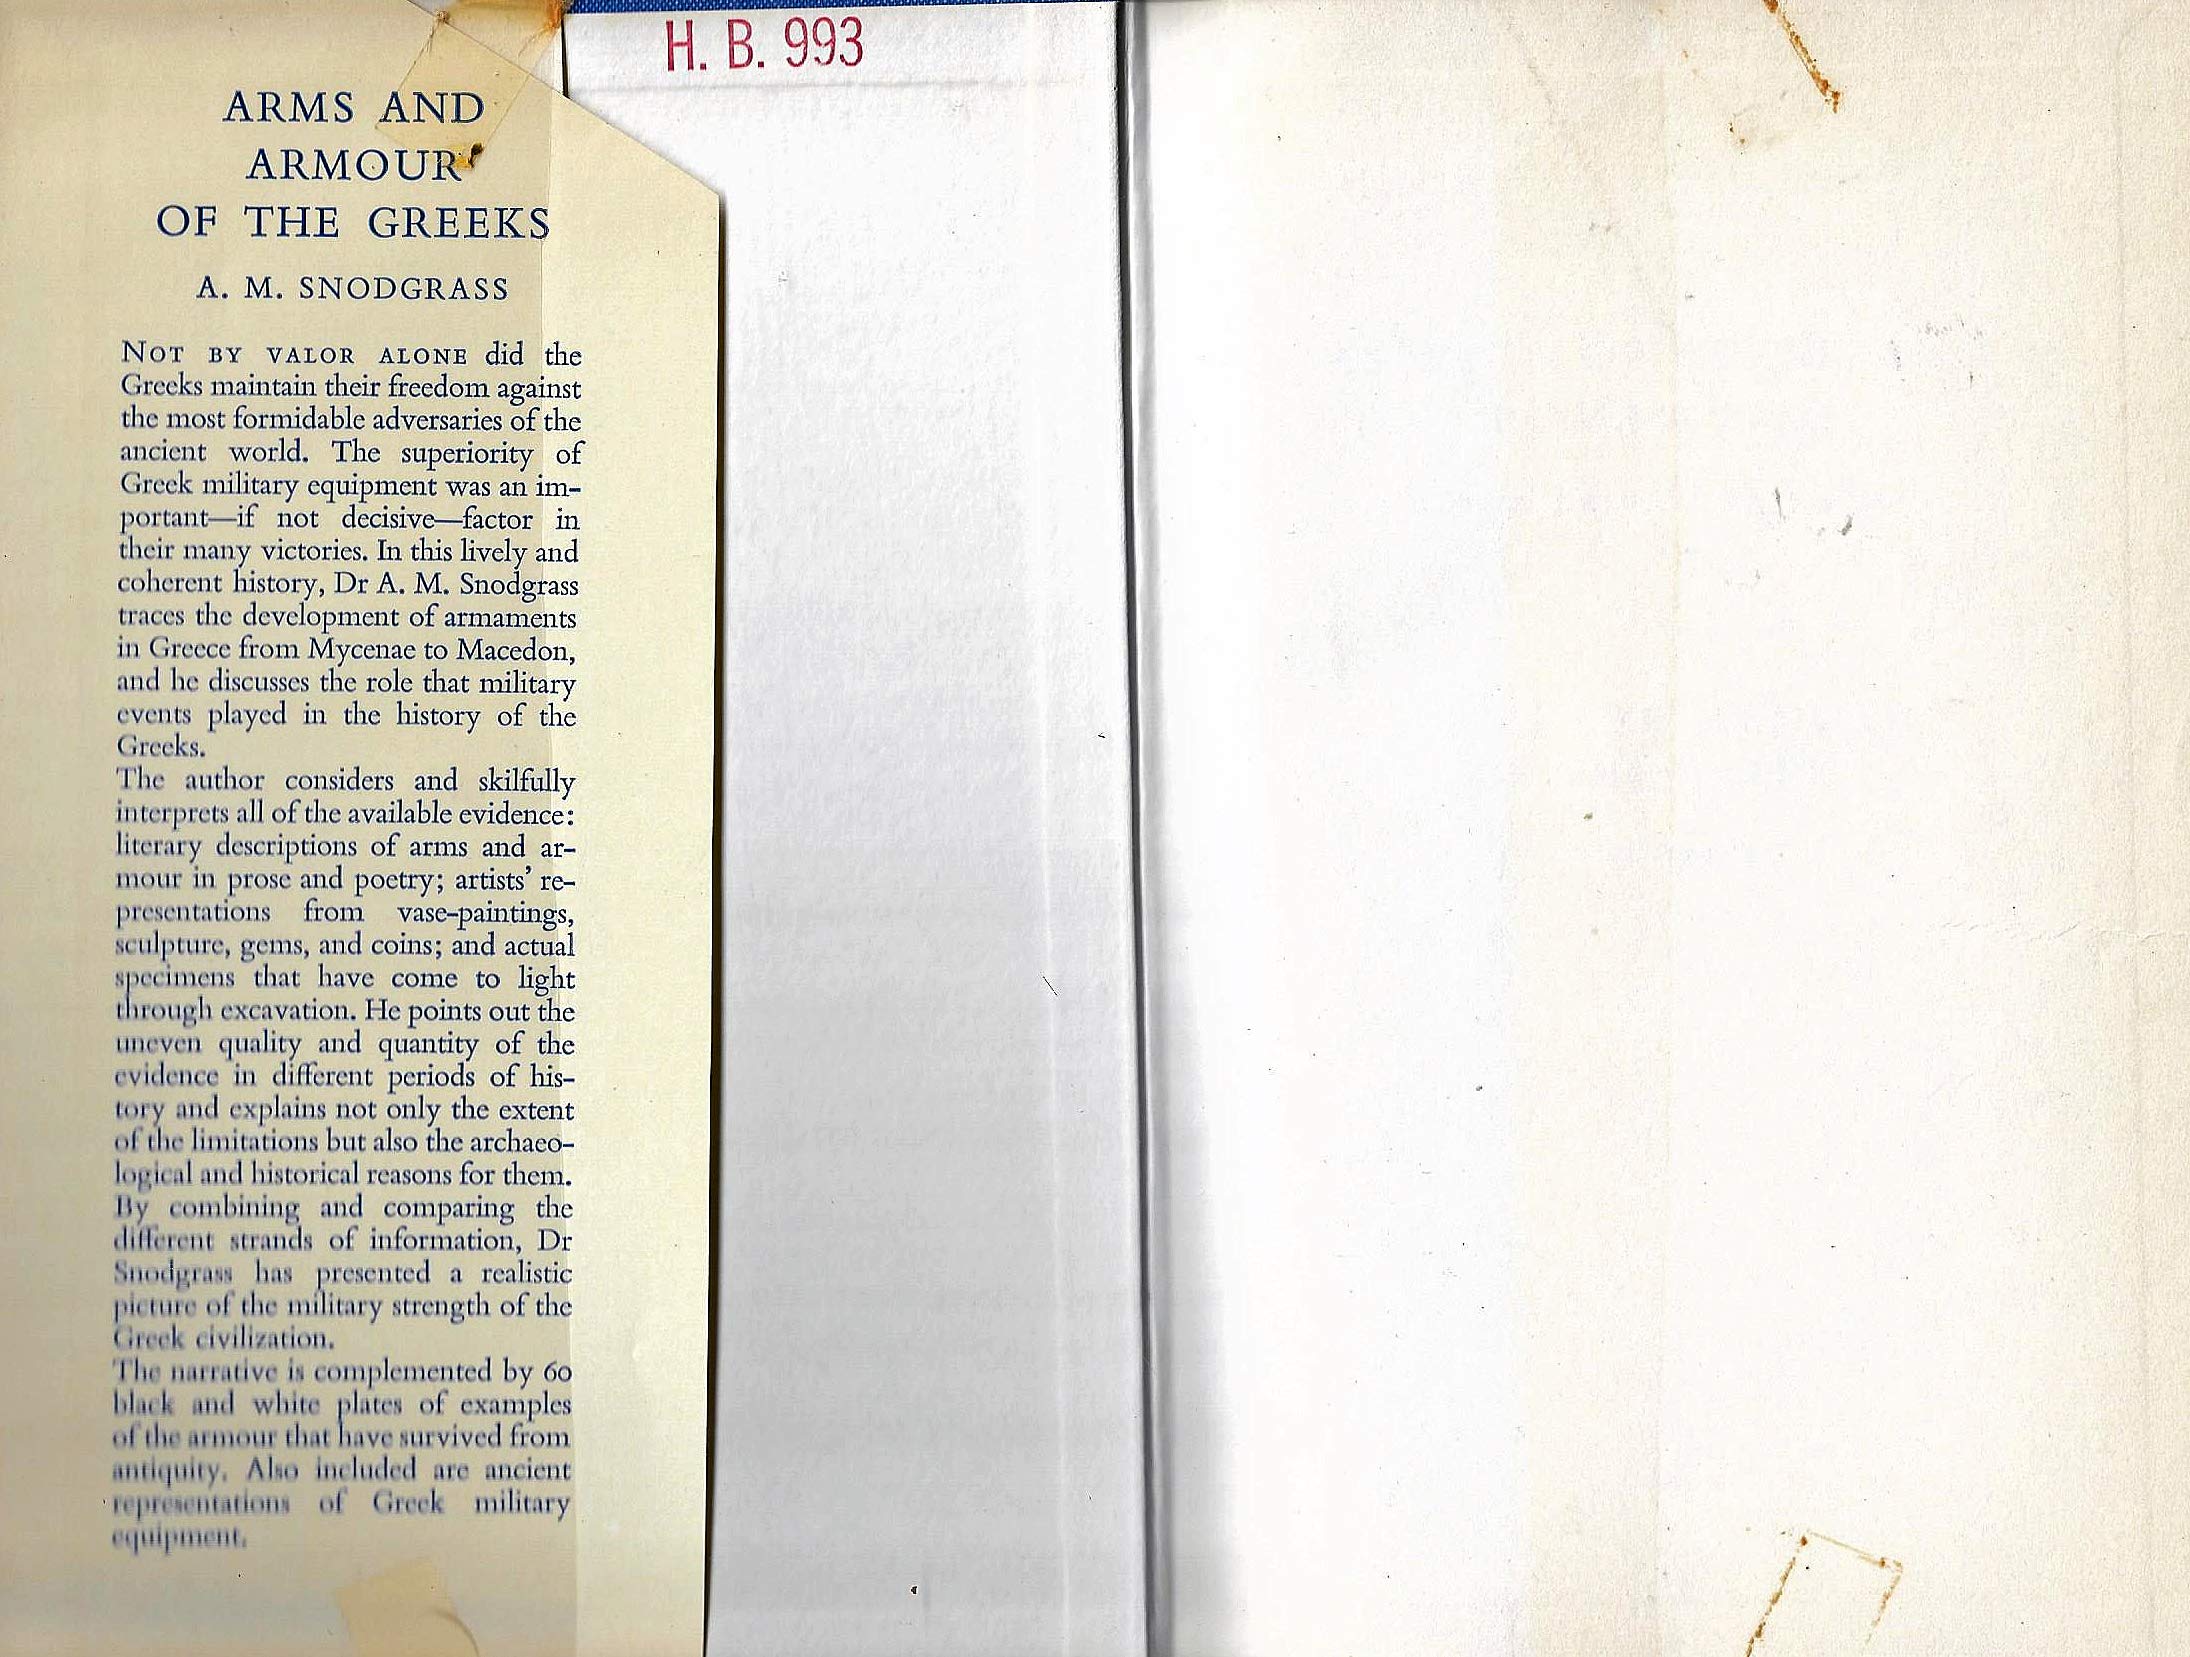 H. B. 993
ARMS AND
ARMOUR
OF THE GREEKS
A. M. SNODGRASS
NOT BY VALOR ALONE did the
Greeks maintain their freedom against
the most formidable adversaries of the
ancient world. The superiority of
Greek military equipment was an im-
portant—if not decisive—factor in
their many victories. In this lively and
coherent history, Dr A. M. Snodgrass
traces the development of armaments
in Greece from Mycenae to Macedon,
and he discusses the role that military
events played in the history of the
Greeks.
The author considers and skilfully
interprets all of the available evidence:
literary descriptions of arms and ar-
mour in prose and poetry; artists' re-
presentations from vase-paintings,
sculpture, gems, and coins; and actual
specimens that have come to light
through excavation. He points out the
uneven quality and quantity of the
evidence in different periods of his-
tory and explains not only the extent
of the limitations but also the archaeo-
logical and historical reasons for them.
By combining and comparing the
different strands of information, Dr
Snodgrass has presented a realistic
picture of the military strength of the
Greek civilization.
The narrative is complemented by 60
black and white plates of examples
of the armour that have survived from
antiquity. Also included are ancient
representations of Greek military
equipment.